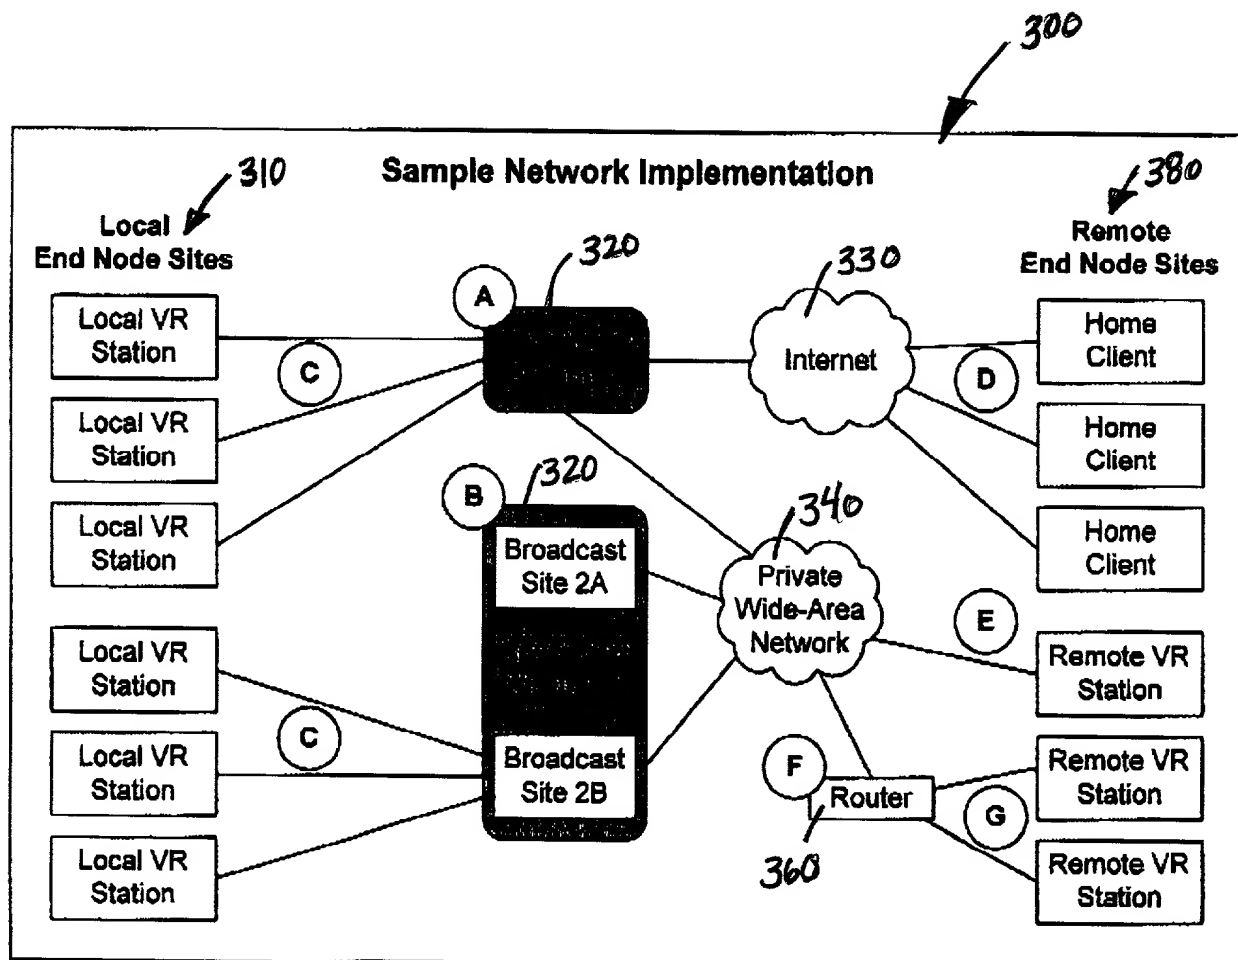 300
Sample Network Implementation
310
380
Local
End Node Sites
Remote
End Node Sites
320
330
A
Local VR
Station
C
Internet
D
Home
Client
Local VR
Station
Home
Client
B
320
340
Local VR
Station
Broadcast
Site 2A
Private
Wide-Area
Network
Home
Client
E
Local VR
Station
Remote VR
Station
C
Local VR
Station
Broadcast
Site 2B
F
Router
G
360
Remote VR
Station
Local VR
Station
Remote VR
Station